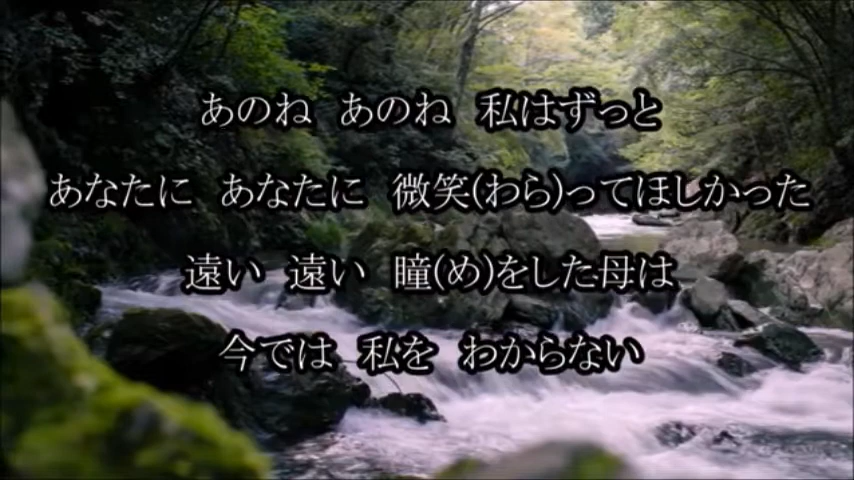 あのね　あのね　私はずっと
あなたに　あなたに　微笑(わら)ってほしかった
遠い　遠い　瞳(め)をした母は
今では　私を　わからない